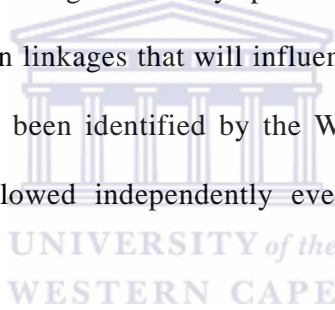 n linkages that will influen
been identified by the W
lowed independently eve
UNIVERSITY of the
WESTERN CAPE